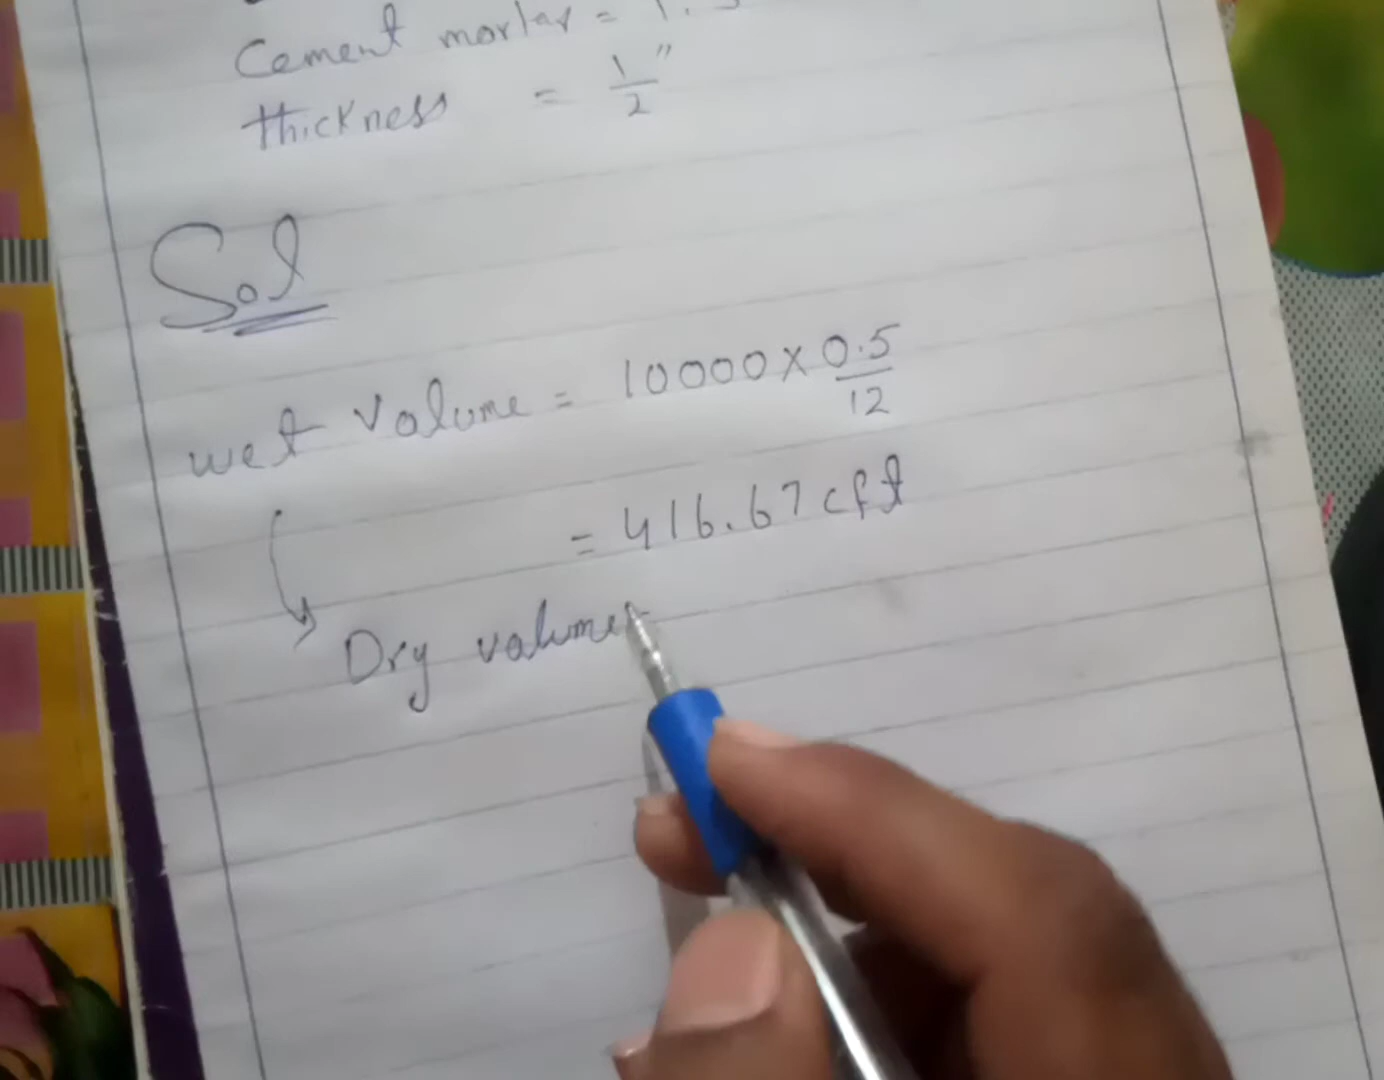 Cement mortar =
thickness = 1/2"
Sol
wet Volume = 10000 x 0.5/12
= 416.67 cft
Dry volume